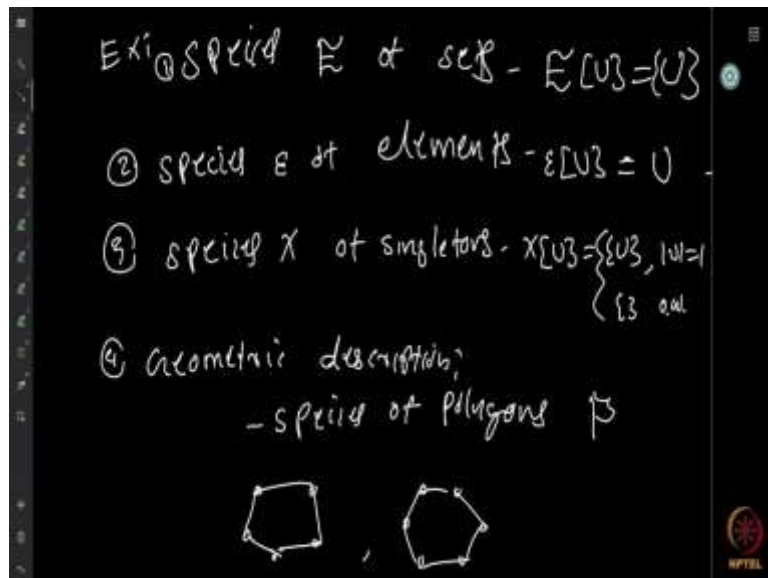 Ex: ① Species E of sets - E[U] = {U}
② species ε of elements - ε[U] = U
③ species X of singletons - X[U] = { {U}, |U|=1
{} o.w.
④ Geometric description:
- species of polygons P
,
NPTEL